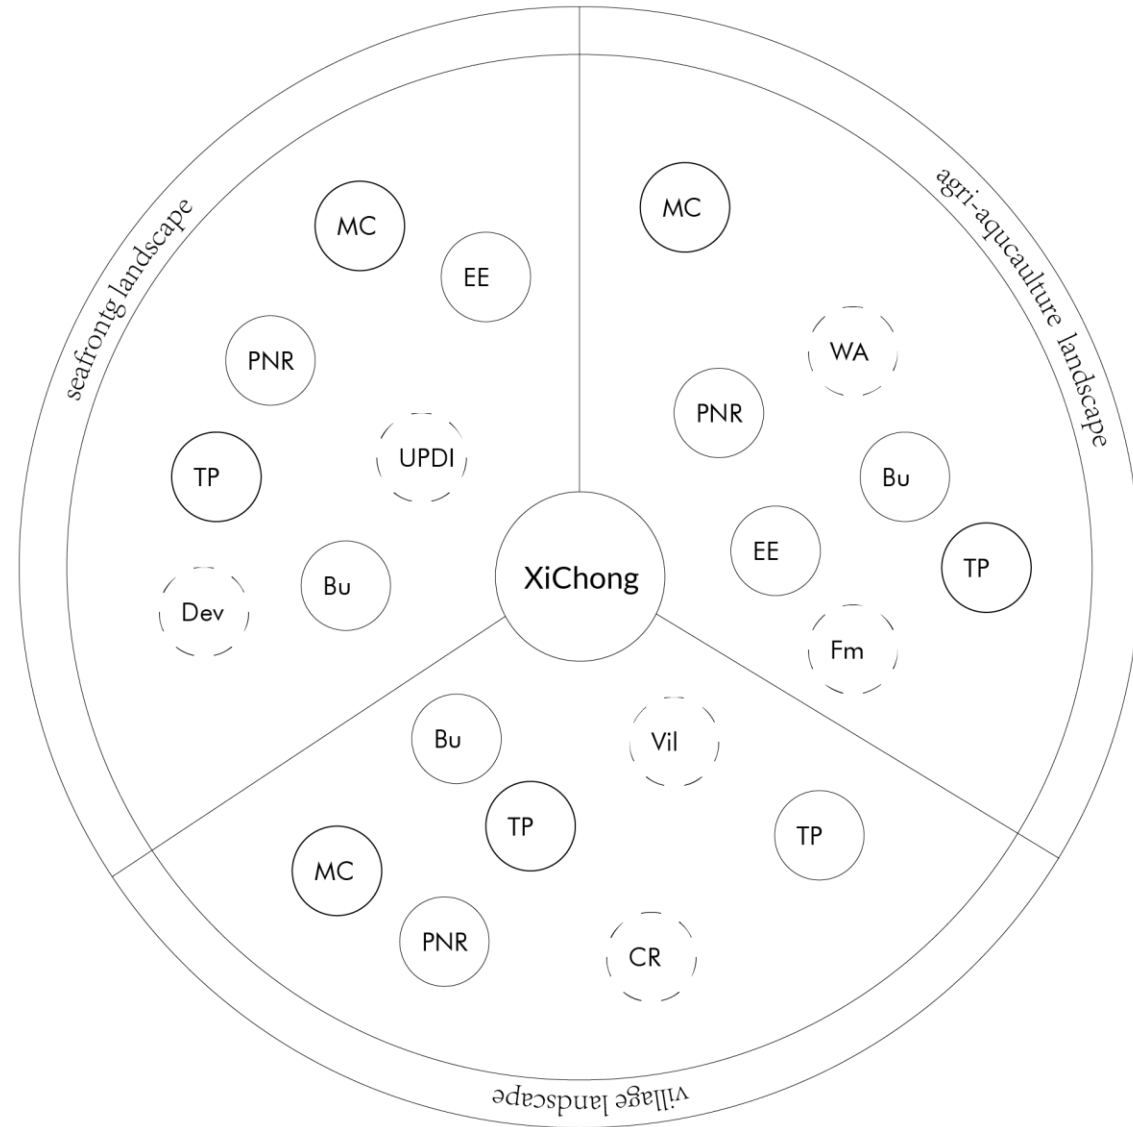 seafrontg landscape
MC
EE
PNR
UPDI
TP
Bu
Dev
agri-aqucaulture landscape
MC
WA
PNR
Bu
EE
TP
Fm
XiChong
Bu
Vil
TP
TP
MC
PNR
CR
village landscape